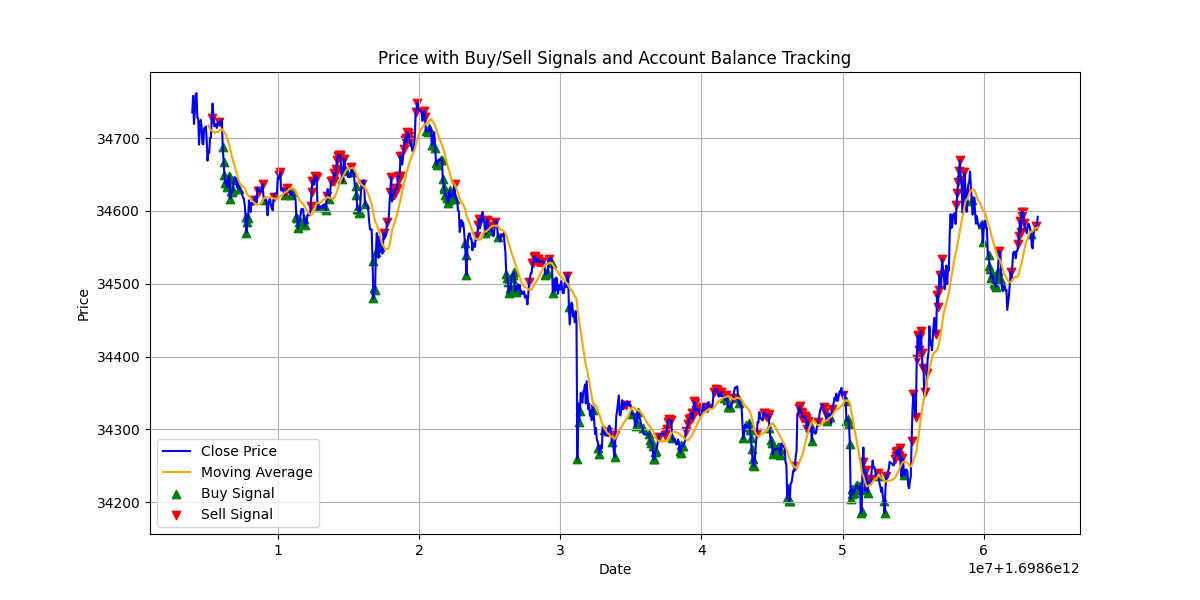 Price with Buy/Sell Signals and Account Balance Tracking
34700
34600
34500
34400
34300
34200
Price
Close Price
Moving Average
Buy Signal
Sell Signal
1 2 3 4 5 6
Date
1e7+1.6986e12